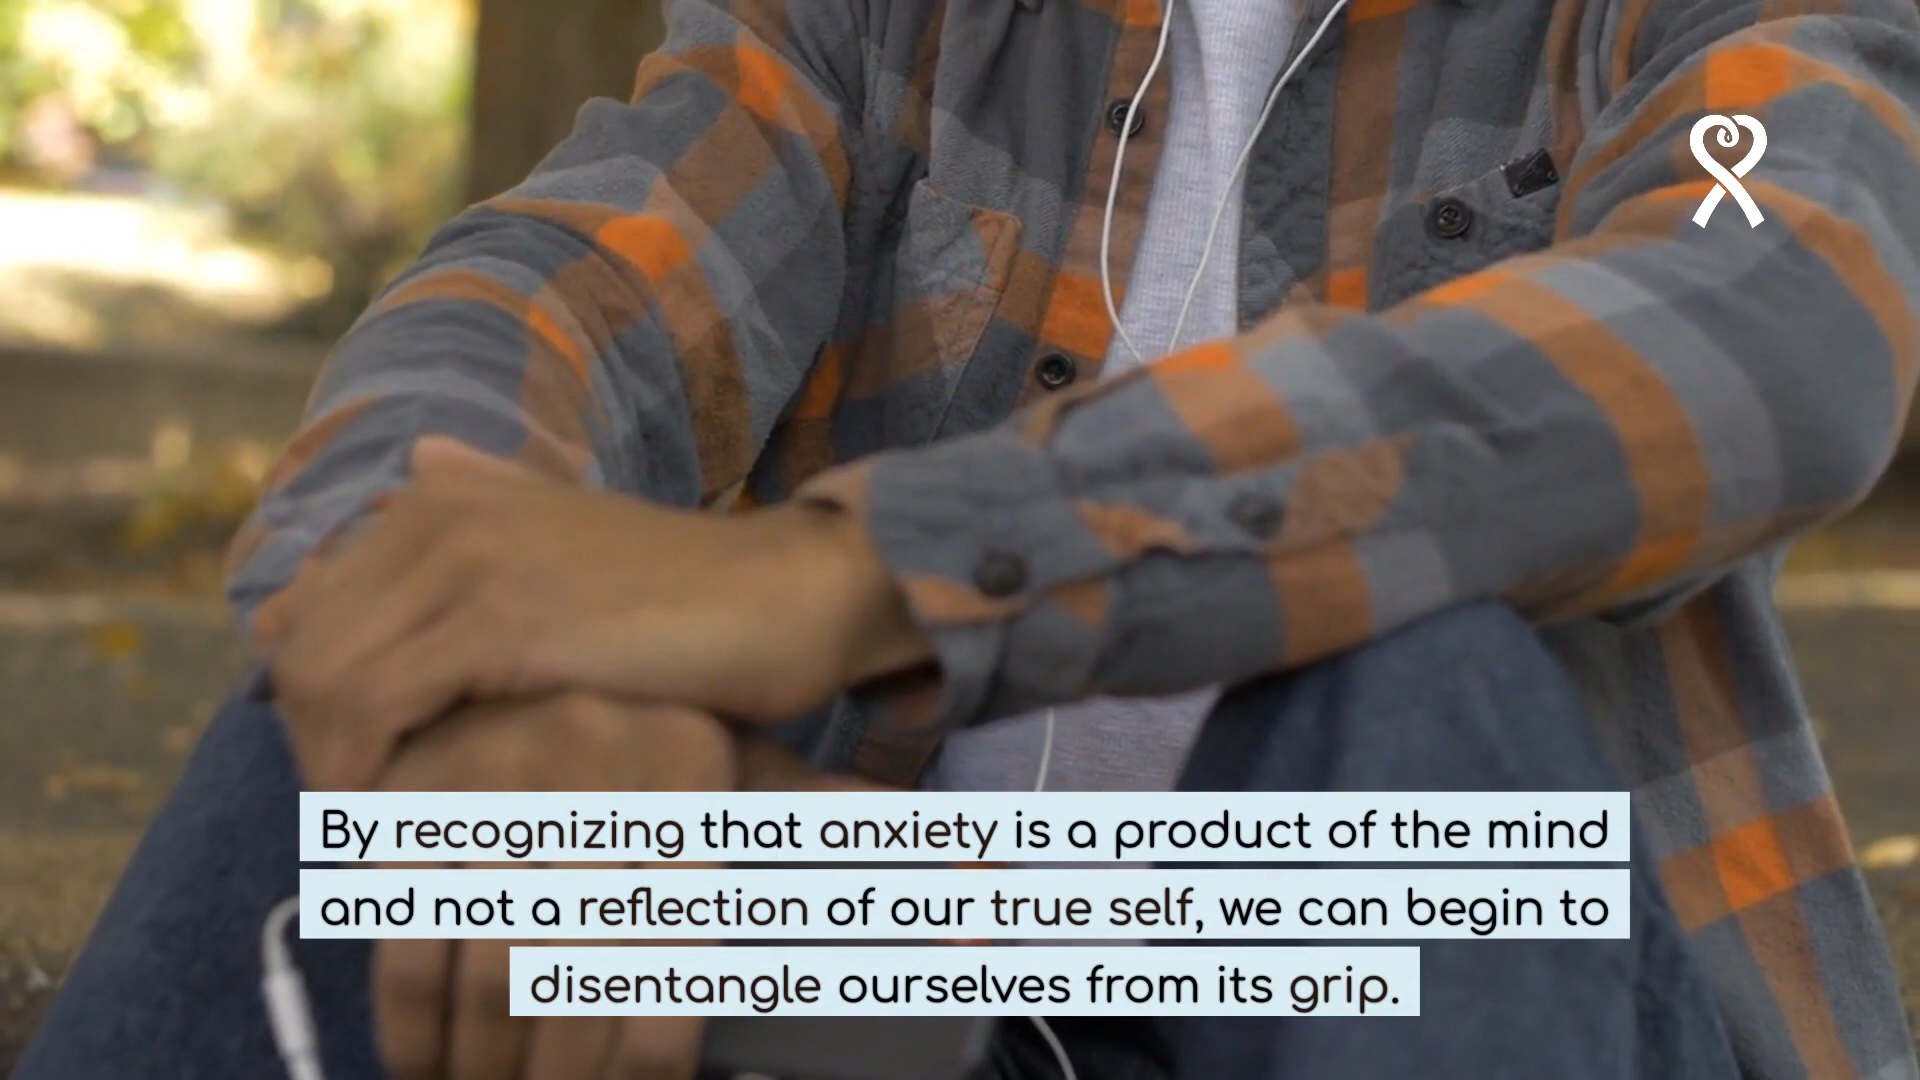 By recognizing that anxiety is a product of the mind
and not a reflection of our true self, we can begin to
disentangle ourselves from its grip.